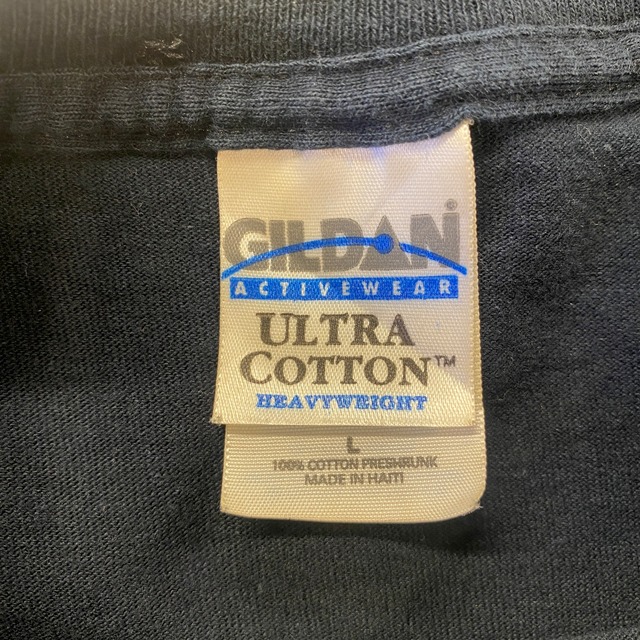 GILDAN®
ACTIVEWEAR
ULTRA
COTTON™
HEAVYWEIGHT
L
100% COTTON PRESHRUNK
MADE IN HAITI